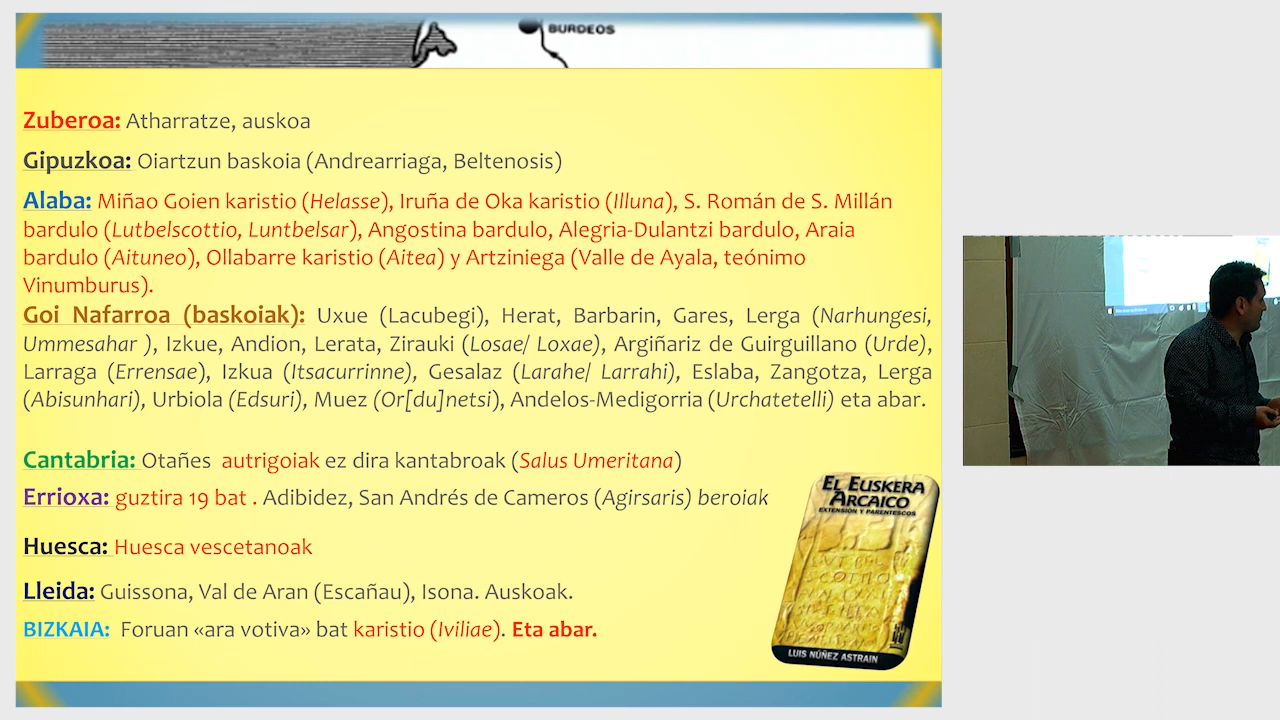 BURDEOS
Zuberoa: Atharratze, auskoa
Gipuzkoa: Oiartzun baskoia (Andrearriaga, Beltenosis)
Alaba: Miñao Goien karistio (Helasse), Iruña de Oka karistio (Illuna), S. Román de S. Millán
bardulo (Lutbelscottio, Luntbelsar), Angostina bardulo, Alegria-Dulantzi bardulo, Araia
bardulo (Aituneo), Ollabarre karistio (Aitea) y Artziniega (Valle de Ayala, teónimo
Vinumburus).
Goi Nafarroa (baskoiak): Uxue (Lacubegi), Herat, Barbarin, Gares, Lerga (Narhungesi,
Ummesahar ), Izkue, Andion, Lerata, Zirauki (Losae/ Loxae), Argiñariz de Guirguillano (Urde),
Larraga (Errensae), Izkua (Itsacurrinne), Gesalaz (Larahe/ Larrahi), Eslaba, Zangotza, Lerga
(Abisunhari), Urbiola (Edsuri), Muez (Or[du]netsi), Andelos-Medigorria (Urchatetelli) eta abar.
Cantabria: Otañes autrigoiak ez dira kantabroak (Salus Umeritana)
Errioxa: guztira 19 bat . Adibidez, San Andrés de Cameros (Agirsaris) beroiak
Huesca: Huesca vescetanoak
Lleida: Guissona, Val de Aran (Escañau), Isona. Auskoak.
BIZKAIA: Foruan «ara votiva» bat karistio (Iviliae). Eta abar.
EL EUSKERA
ARCAICO
EXTENSIÓN Y PARENTESCOS
LUIS NÚÑEZ ASTRAIN